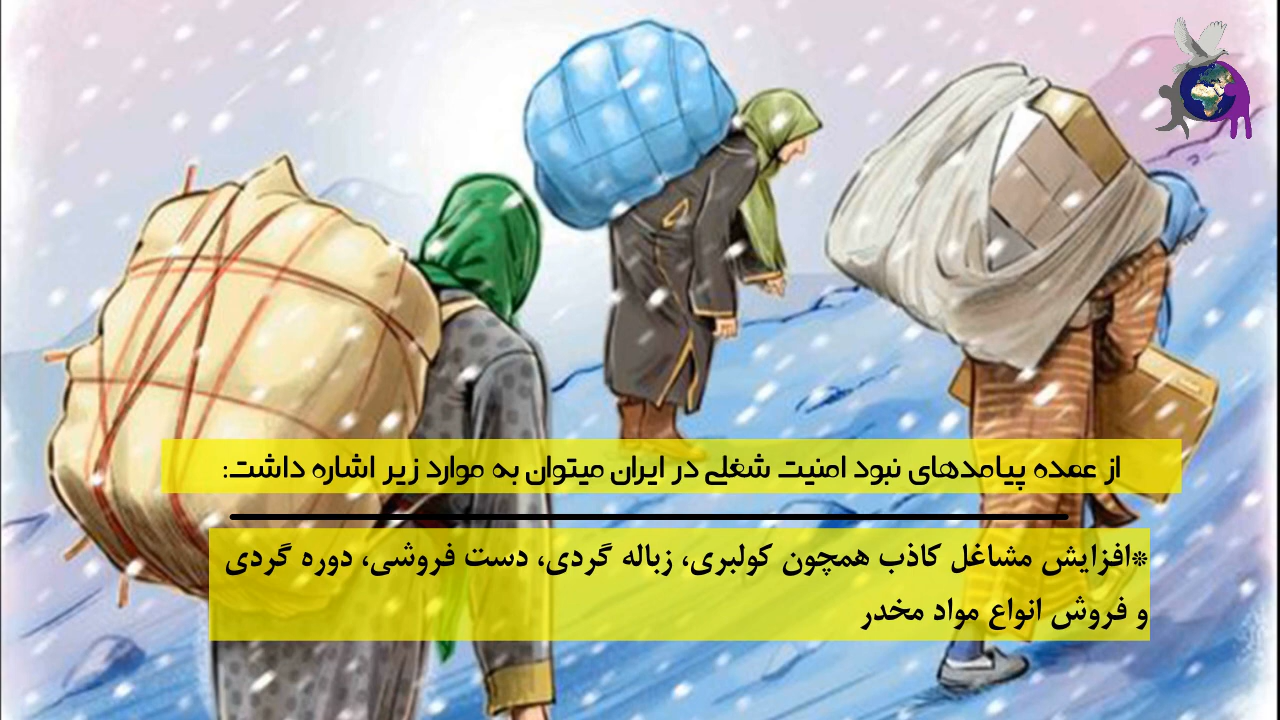 از عمده پیامدهای نبود امنیت شغلی در ایران میتوان به موارد زیر اشاره داشت:
*افزایش مشاغل کاذب همچون کولبری، زباله گردی، دست فروشی، دوره گردی
و فروش انواع مواد مخدر